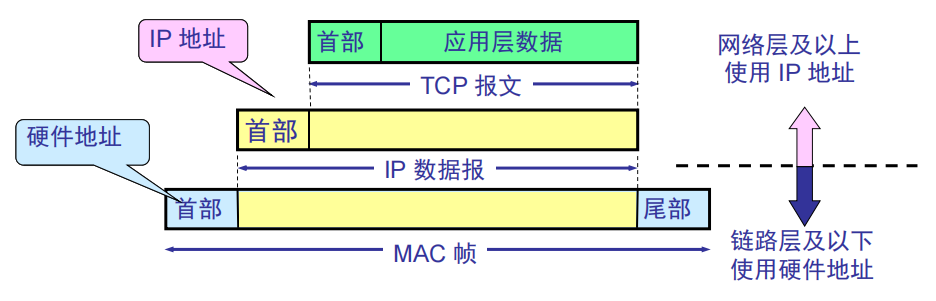 IP 地址
首部
应用层数据
网络层及以上
使用 IP 地址
TCP 报文
硬件地址
首部
IP 数据报
首部
尾部
链路层及以下
使用硬件地址
MAC 帧